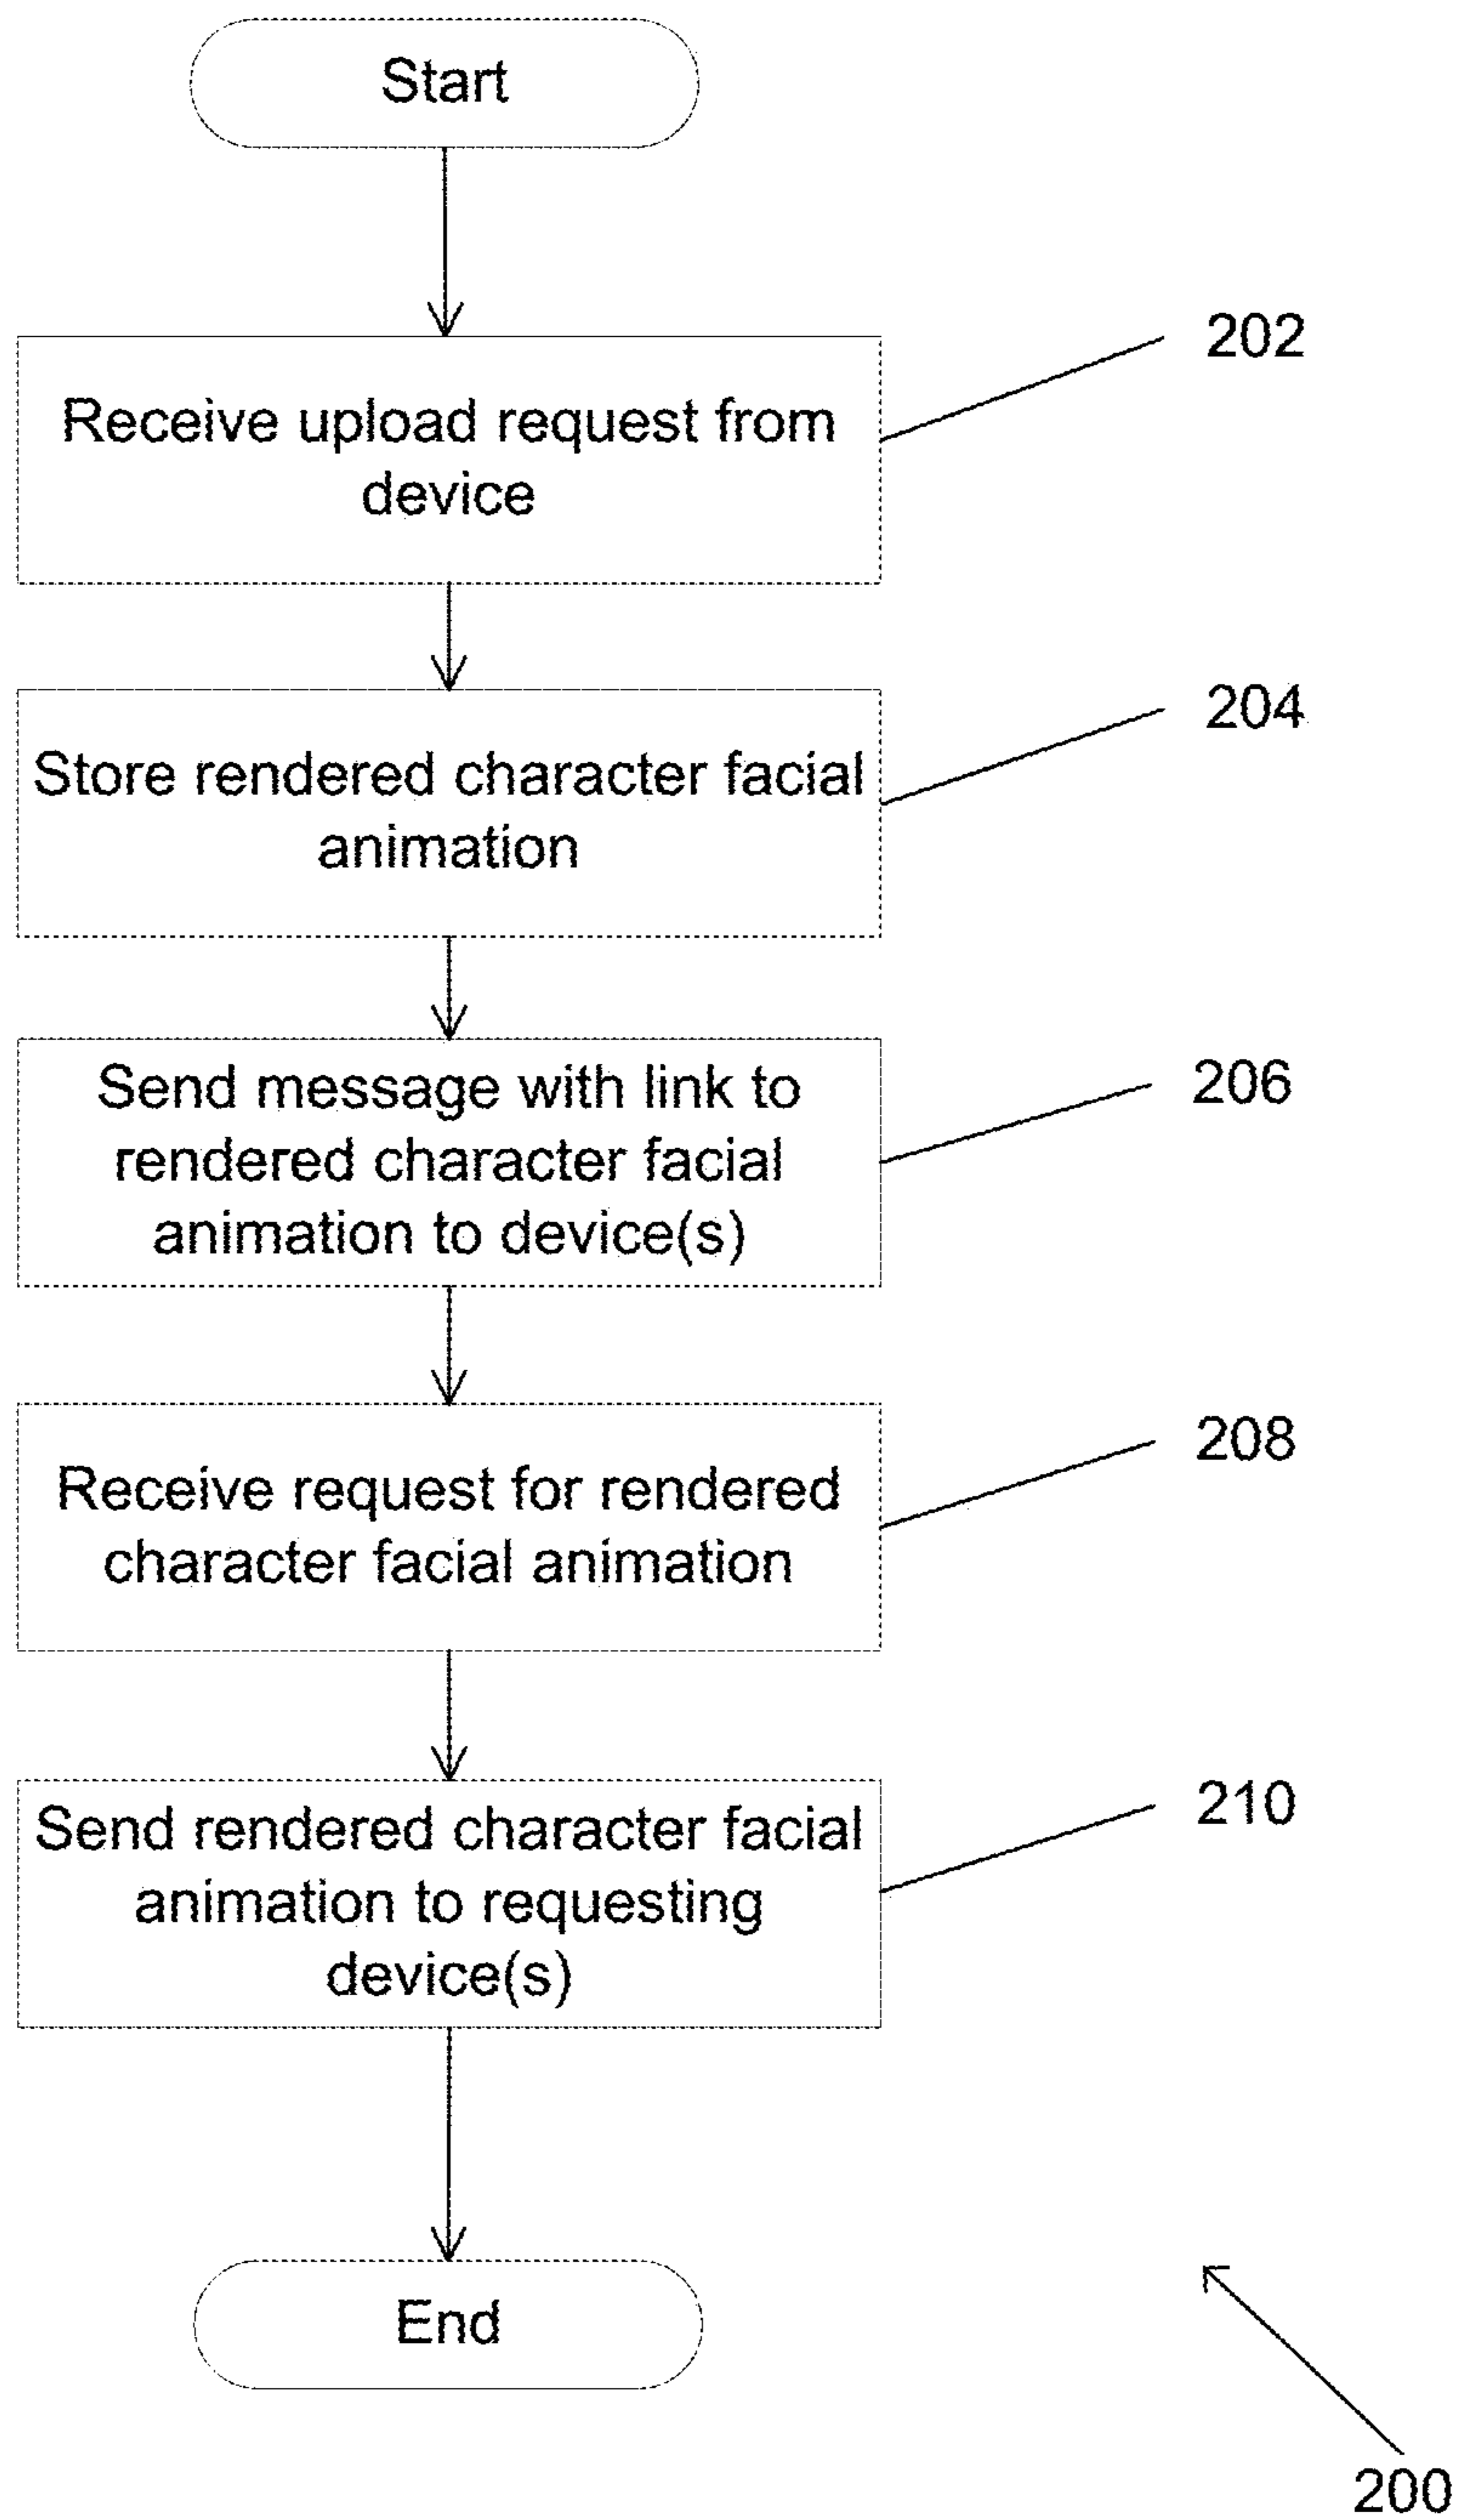 Start
202
Receive upload request from
device
204
Store rendered character facial
animation
206
Send message with link to
rendered character facial
animation to device(s)
208
Receive request for rendered
character facial animation
210
Send rendered character facial
animation to requesting
device(s)
End
200